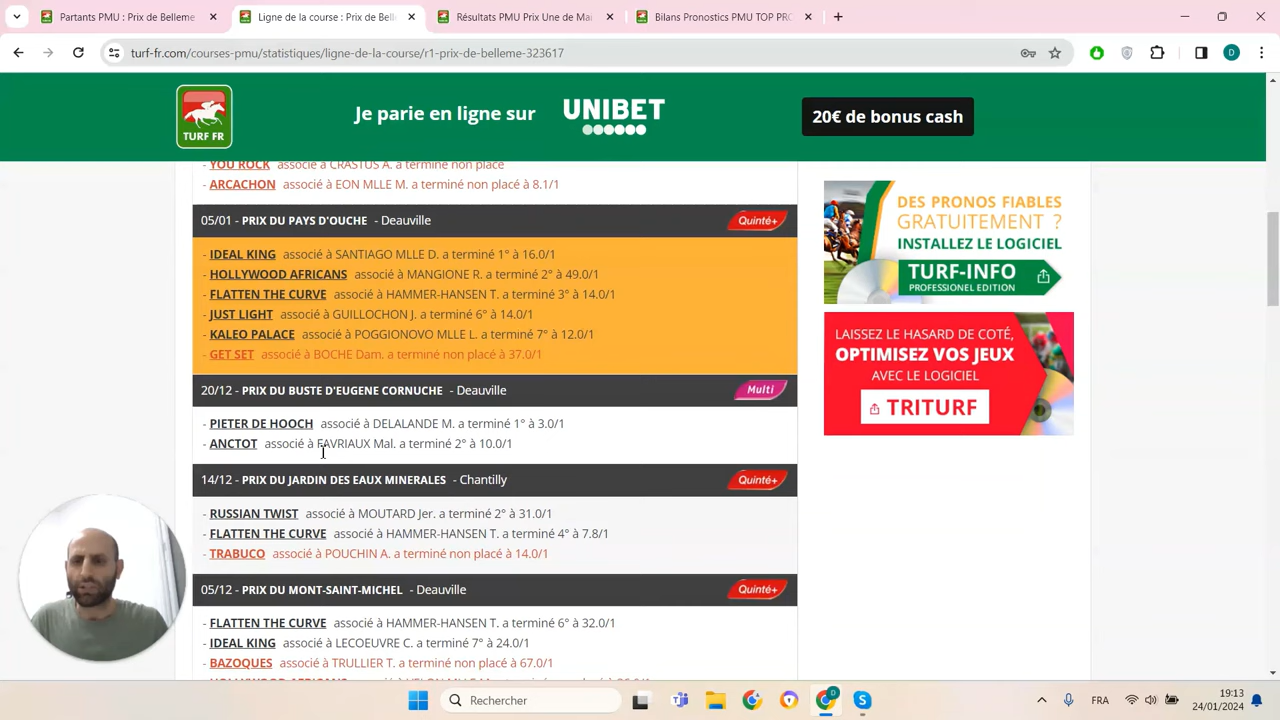 Partants PMU : Prix de Belleme
Ligne de la course : Prix de Bell
Résultats PMU Prix Une de Mai
Bilans Pronostics PMU TOP PRO
turf-fr.com/courses-pmu/statistiques/ligne-de-la-course/r1-prix-de-belleme-323617
D
TURF FR
Je parie en ligne sur
UNIBET
20€ de bonus cash
- YOU ROCK associé à CRASTUS A. a terminé non placé
- ARCACHON associé à EON MLLE M. a terminé non placé à 8.1/1
05/01 - PRIX DU PAYS D'OUCHE - Deauville
Quinté+
- IDEAL KING associé à SANTIAGO MLLE D. a terminé 1° à 16.0/1
- HOLLYWOOD AFRICANS associé à MANGIONE R. a terminé 2° à 49.0/1
- FLATTEN THE CURVE associé à HAMMER-HANSEN T. a terminé 3° à 14.0/1
- JUST LIGHT associé à GUILLOCHON J. a terminé 6° à 14.0/1
- KALEO PALACE associé à POGGIONOVO MLLE L. a terminé 7° à 12.0/1
- GET SET associé à BOCHE Dam. a terminé non placé à 37.0/1
20/12 - PRIX DU BUSTE D'EUGENE CORNUCHE - Deauville
Multi
- PIETER DE HOOCH associé à DELALANDE M. a terminé 1° à 3.0/1
- ANCTOT associé à FAVRIAUX Mal. a terminé 2° à 10.0/1
14/12 - PRIX DU JARDIN DES EAUX MINERALES - Chantilly
Quinté+
- RUSSIAN TWIST associé à MOUTARD Jer. a terminé 2° à 31.0/1
- FLATTEN THE CURVE associé à HAMMER-HANSEN T. a terminé 4° à 7.8/1
- TRABUCO associé à POUCHIN A. a terminé non placé à 14.0/1
05/12 - PRIX DU MONT-SAINT-MICHEL - Deauville
Quinté+
- FLATTEN THE CURVE associé à HAMMER-HANSEN T. a terminé 6° à 32.0/1
- IDEAL KING associé à LECOEUVRE C. a terminé 7° à 24.0/1
- BAZOQUES associé à TRULLIER T. a terminé non placé à 67.0/1
DES PRONOS FIABLES
GRATUITEMENT ?
INSTALLEZ LE LOGICIEL
TURF-INFO
PROFESSIONEL EDITION
LAISSEZ LE HASARD DE COTÉ,
OPTIMISEZ VOS JEUX
AVEC LE LOGICIEL
TRITURF
Rechercher
FRA
19:13
24/01/2024